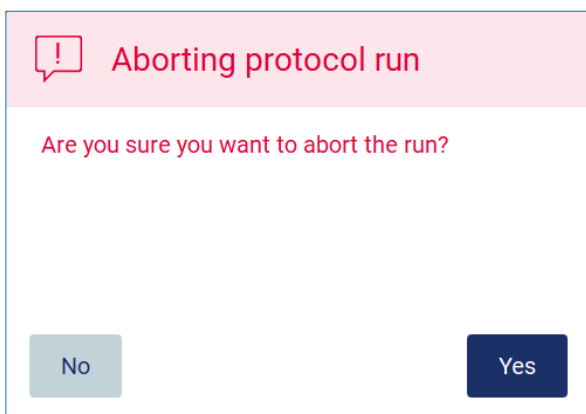 Aborting protocol run
Are you sure you want to abort the run?
No
Yes